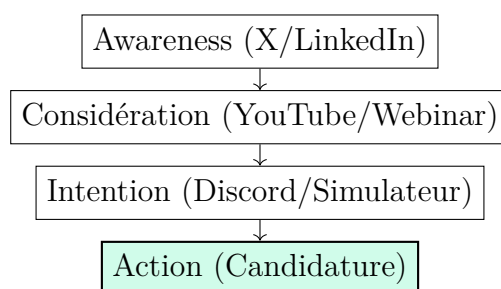 Awareness (X/LinkedIn)
Considération (YouTube/Webinar)
Intention (Discord/Simulateur)
Action (Candidature)